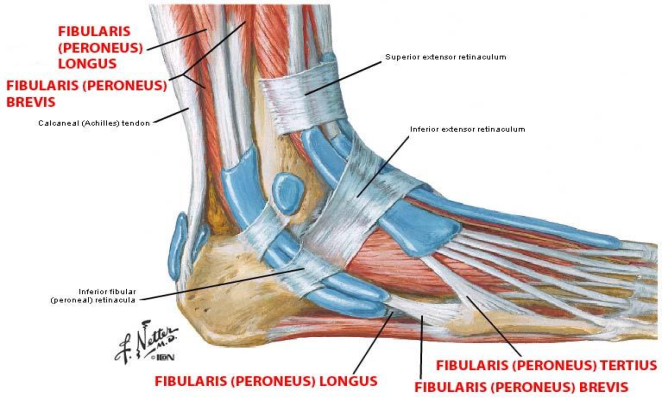 FIBULARIS
(PERONEUS)
LONGUS
FIBULARIS (PERONEUS)
BREVIS
Calcaneal (Achilles) tendon
Superior extensor retinaculum
Inferior extensor retinaculum
Inferior fibular
(peroneal) retinacula
F. Netter
M.D.
©ICON
FIBULARIS (PERONEUS) TERTIUS
FIBULARIS (PERONEUS) LONGUS
FIBULARIS (PERONEUS) BREVIS